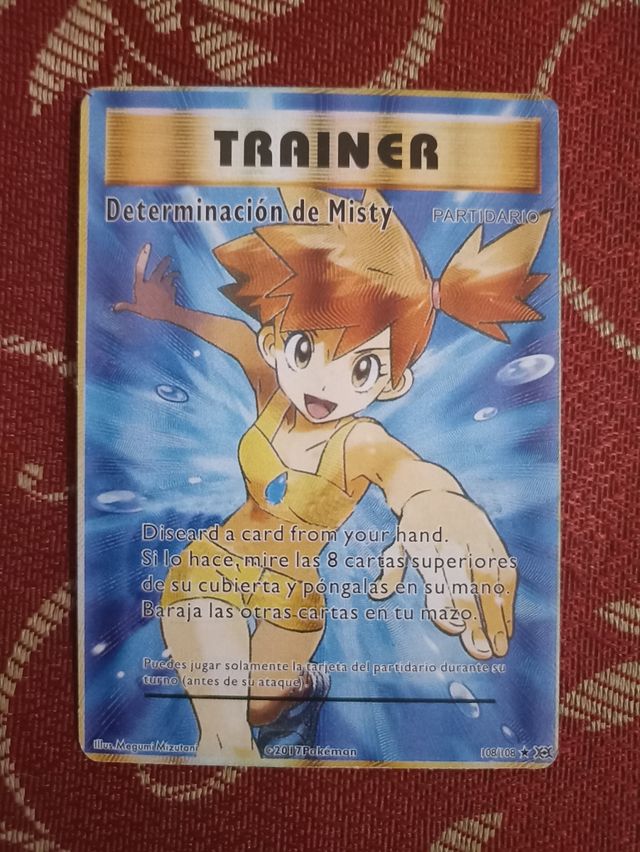 TRAINER
Determinación de Misty PARTIDARIO
Diseard a card from your hand.
Si lo hace, mire las 8 cartas superiores
de su cubierta y póngalas en su mano.
Baraja las otras cartas en tu mazo.
Puedes jugar solamente la tarjeta del partidario durante su
turno (antes de su ataque).
Illus. Megumi Mizutani ©2017Pokémon 108/108